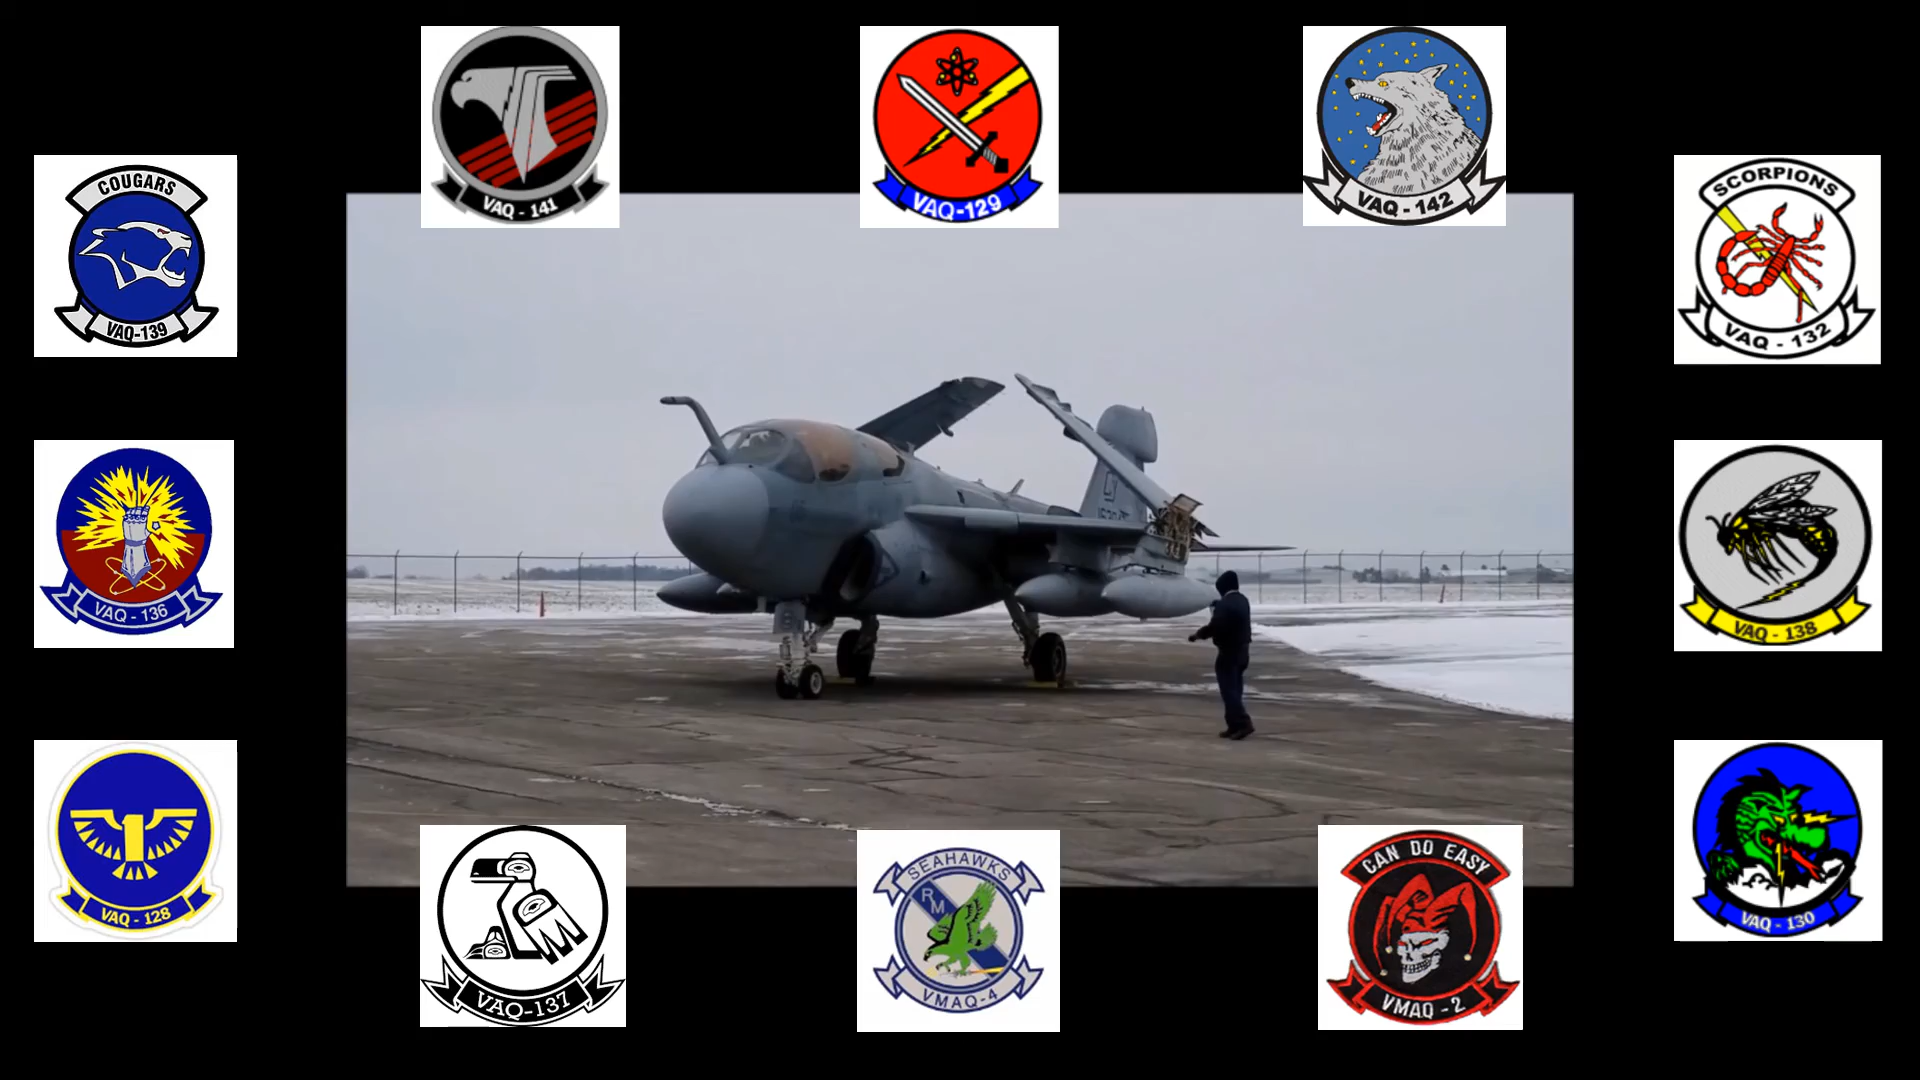 VAQ - 141
VAQ-129
VAQ - 142
COUGARS
VAQ-139
SCORPIONS
VAQ - 132
VAQ - 136
VAQ - 138
VAQ - 128
VAQ-137
SEAHAWKS
RM
VMAQ-4
CAN DO EASY
VMAQ - 2
VAQ - 130